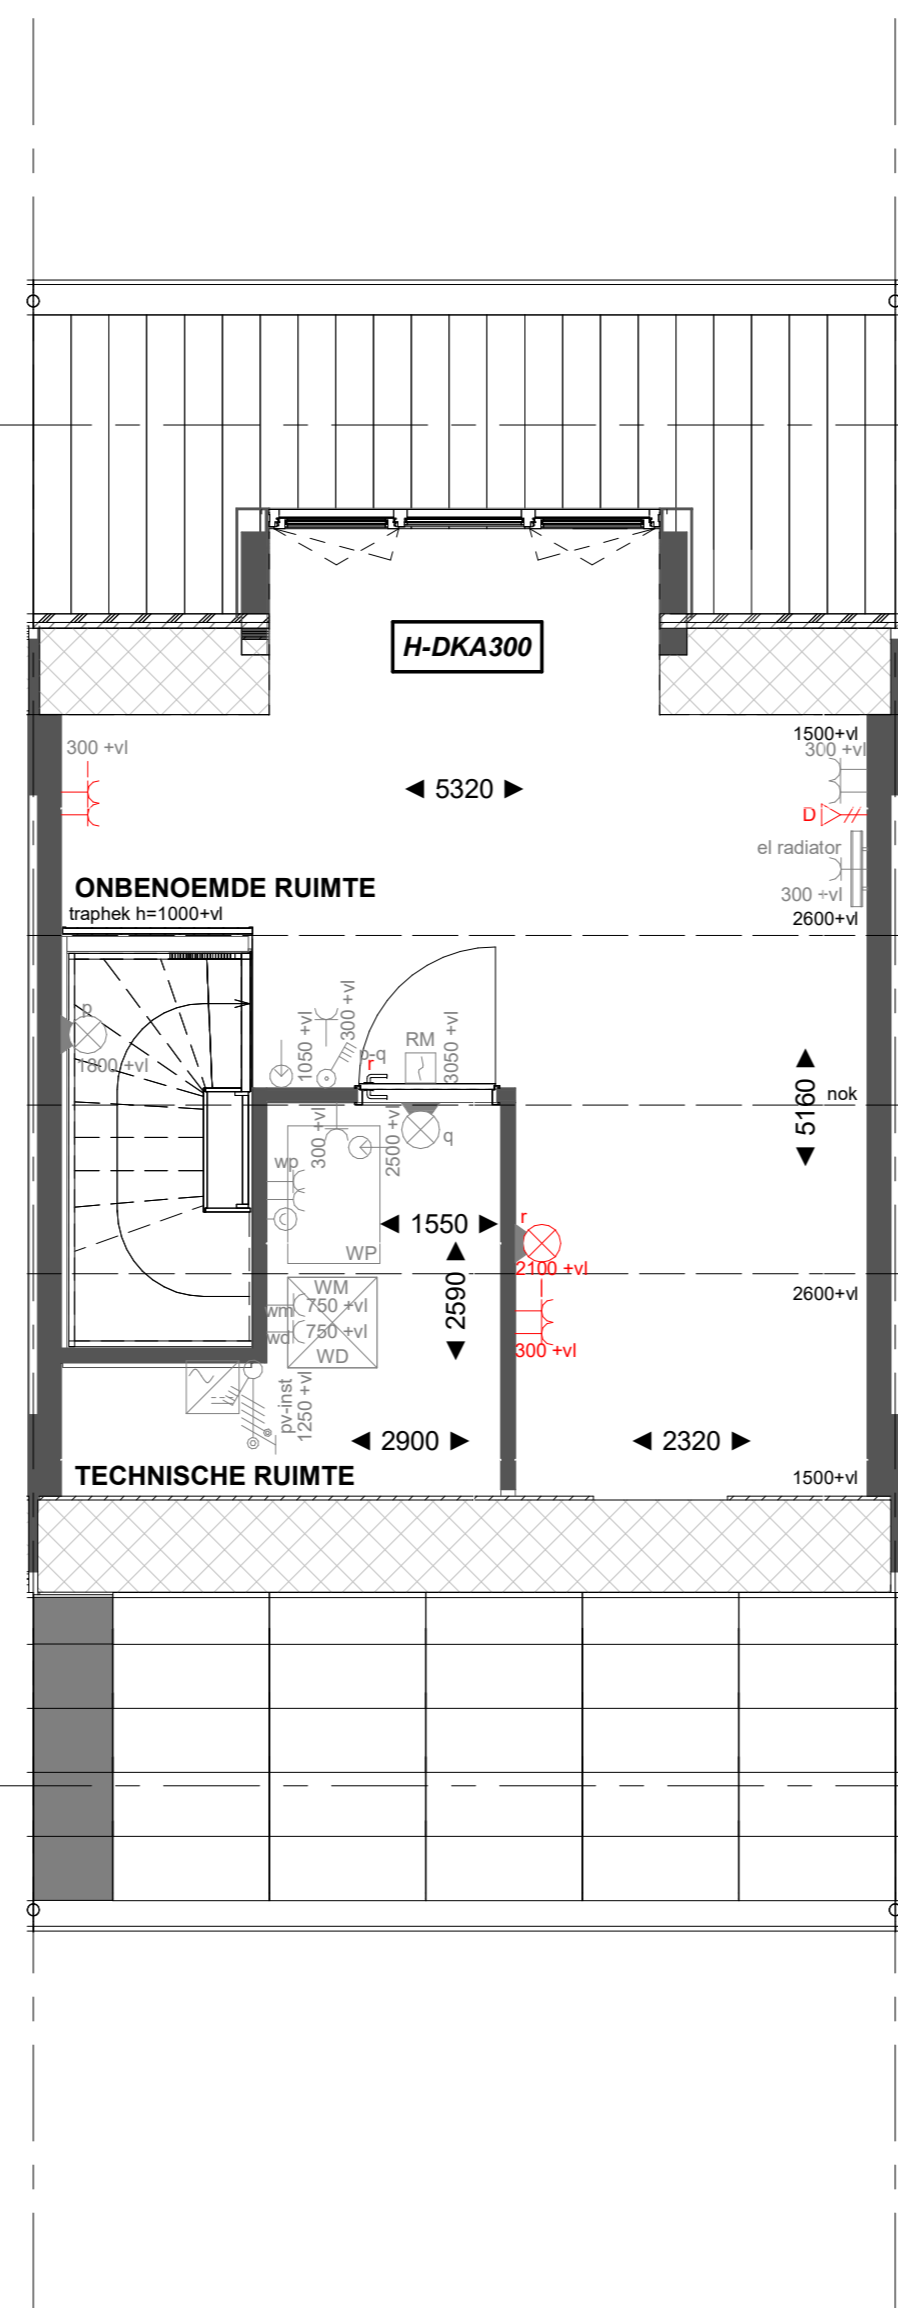 H-DKA300
1500+vl
300 +vl
300 +vl
5320
D
el radiator
300 +vl
2600+vl
ONBENOEMDE RUIMTE
traphek h=1000+vl
p
1800 +vl
1050 +vl
300 +vl
p-q
r
RM
3050 +vl
5160
nok
300 +vl
2500 +vl
q
wp
WP
1550
2590
r
2100 +vl
300 +vl
2600+vl
WM
wm
750 +vl
wd
750 +vl
WD
pv-inst
1250 +vl
2900
2320
TECHNISCHE RUIMTE
1500+vl